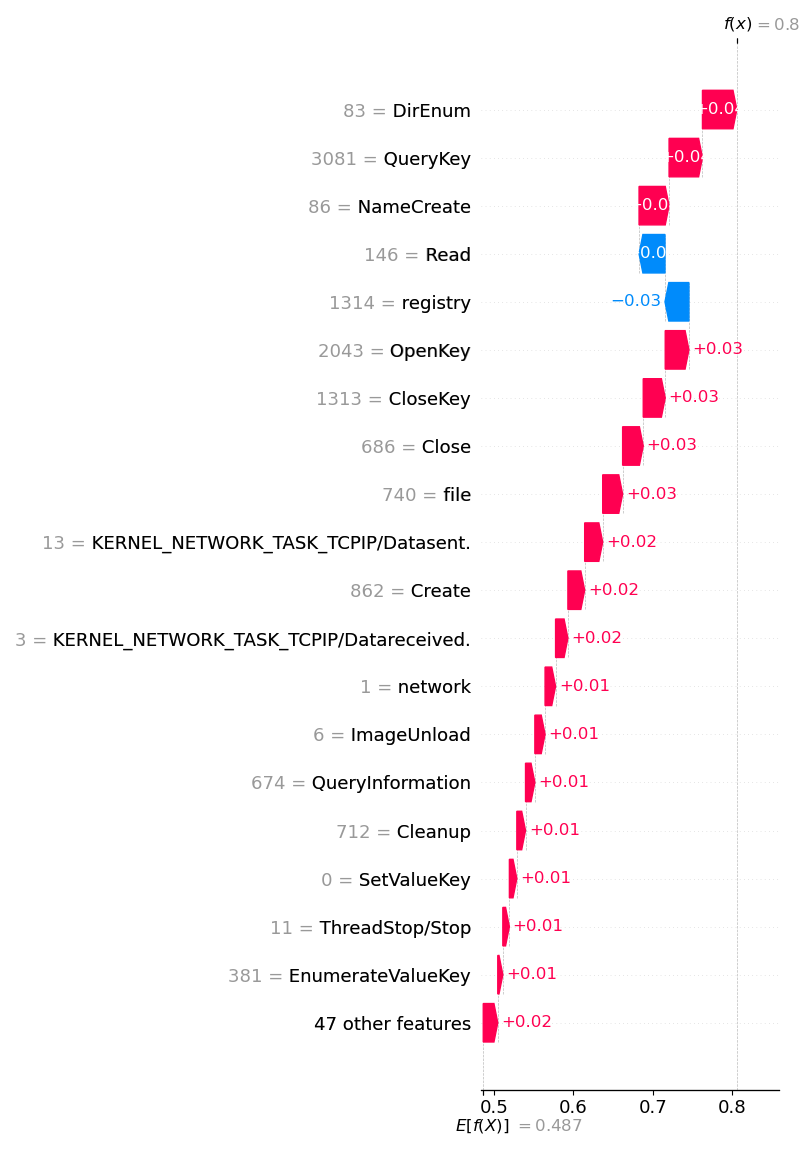 f(x) = 0.8
83 = DirEnum
3081 = QueryKey
86 = NameCreate
146 = Read
1314 = registry −0.03
2043 = OpenKey +0.03
1313 = CloseKey +0.03
686 = Close +0.03
740 = file +0.03
13 = KERNEL_NETWORK_TASK_TCPIP/Datasent. +0.02
862 = Create +0.02
3 = KERNEL_NETWORK_TASK_TCPIP/Datareceived. +0.02
1 = network +0.01
6 = ImageUnload +0.01
674 = QueryInformation +0.01
712 = Cleanup +0.01
0 = SetValueKey +0.01
11 = ThreadStop/Stop +0.01
381 = EnumerateValueKey +0.01
47 other features +0.02
0.5 0.6 0.7 0.8
E[f(X)] = 0.487